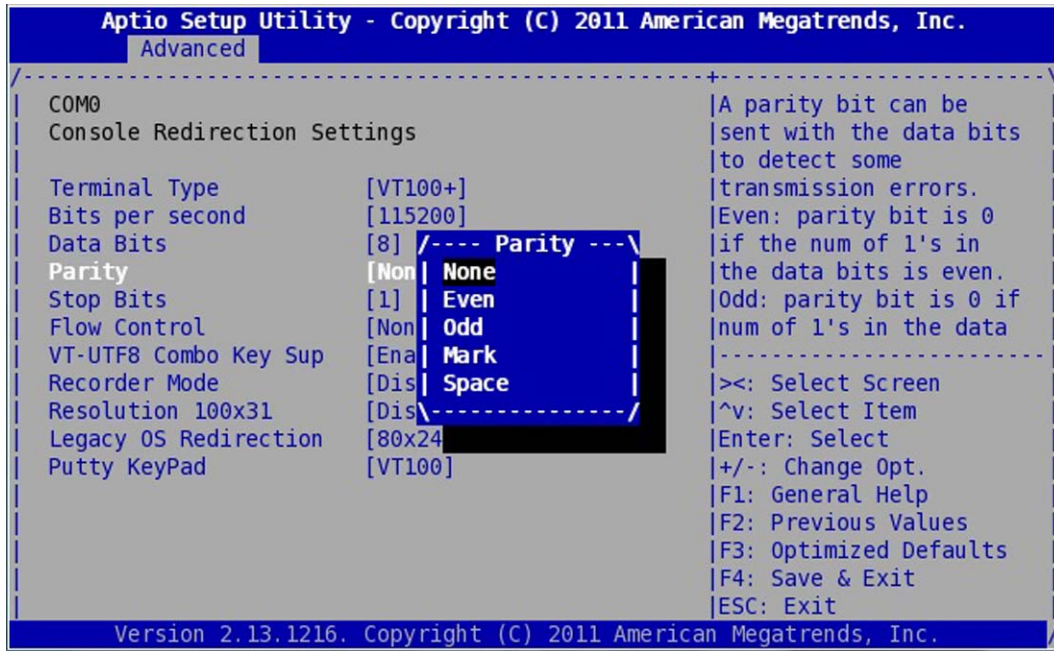 Aptio Setup Utility - Copyright (C) 2011 American Megatrends, Inc.
Advanced
COM0
Console Redirection Settings
Terminal Type [VT100+]
Bits per second [115200]
Data Bits [8]
Parity [Non
Stop Bits [1]
Flow Control [Non
VT-UTF8 Combo Key Sup [Ena
Recorder Mode [Dis
Resolution 100x31 [Dis
Legacy OS Redirection [80x24
Putty KeyPad [VT100]
Parity
None
Even
Odd
Mark
Space
A parity bit can be
sent with the data bits
to detect some
transmission errors.
Even: parity bit is 0
if the num of 1's in
the data bits is even.
Odd: parity bit is 0 if
num of 1's in the data
><: Select Screen
^v: Select Item
Enter: Select
+/-: Change Opt.
F1: General Help
F2: Previous Values
F3: Optimized Defaults
F4: Save & Exit
ESC: Exit
Version 2.13.1216. Copyright (C) 2011 American Megatrends, Inc.